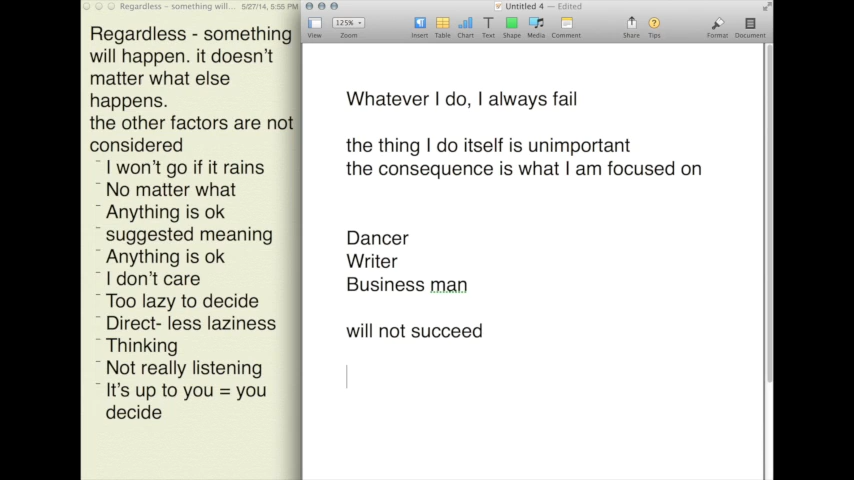 Regardless – something will...
5/27/14, 5:55 PM
Regardless - something
will happen. it doesn't
matter what else
happens.
the other factors are not
considered
- I won't go if it rains
- No matter what
- Anything is ok
- suggested meaning
- Anything is ok
- I don't care
- Too lazy to decide
- Direct- less laziness
- Thinking
- Not really listening
- It's up to you = you
decide
Untitled 4 — Edited
125%
View
Zoom
Insert
Table
Chart
Text
Shape
Media
Comment
Share
Tips
Format
Document
Whatever I do, I always fail
the thing I do itself is unimportant
the consequence is what I am focused on
Dancer
Writer
Business man
will not succeed